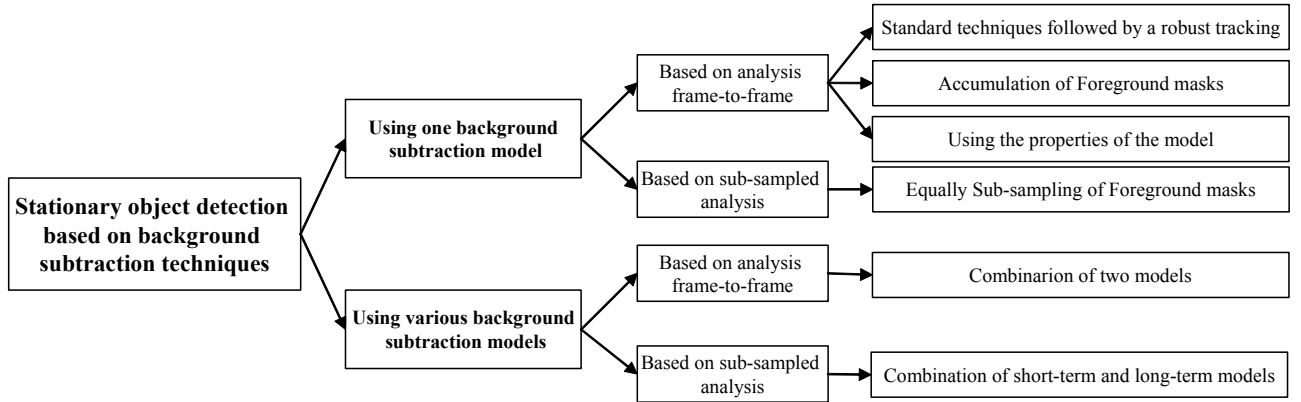 Stationary object detection
based on background
subtraction techniques
Using one background
subtraction model
Based on analysis
frame-to-frame
Standard techniques followed by a robust tracking
Accumulation of Foreground masks
Using the properties of the model
Based on sub-sampled
analysis
Equally Sub-sampling of Foreground masks
Using various background
subtraction models
Based on analysis
frame-to-frame
Combinarion of two models
Based on sub-sampled
analysis
Combination of short-term and long-term models